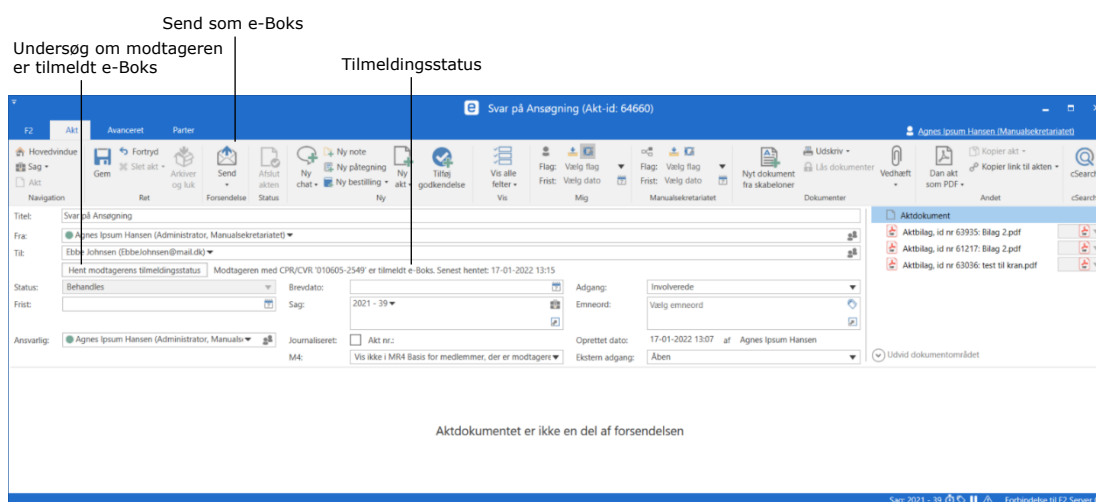 Send som e-Boks
Undersøg om modtageren
er tilmeldt e-Boks
Tilmeldingsstatus
e Svar på Ansøgning (Akt-id: 64660)
F2 Akt Avanceret Parter Agnes Ipsum Hansen (Manualsekretariatet)
Hovedvindue
Sag
Akt
Navigation
Gem
Fortryd
Slet akt
Arkiver
og luk
Ret
Send
Forsendelse
Afslut
akten
Status
Ny
chat
Ny note
Ny påtegning
Ny bestilling
Ny
akt
Tilføj
godkendelse
Ny
Vis alle
felter
Vis
Flag: Vælg flag
Frist: Vælg dato
Mig
Flag: Vælg flag
Frist: Vælg dato
Manualsekretariatet
Nyt dokument
fra skabeloner
Udskriv
Lås dokumenter
Dokumenter
Vedhæft
Dan akt
som PDF
Kopier akt
Kopier link til akten
Andet
cSearch
cSearch
Titel: Svar på Ansøgning
Fra: Agnes Ipsum Hansen (Administrator, Manualsekretariatet)
Til: Ebbe Johnsen (EbbeJohnsen@mail.dk)
Hent modtagerens tilmeldingsstatus Modtageren med CPR/CVR '010605-2549' er tilmeldt e-Boks. Senest hentet: 17-01-2022 13:15
Status: Behandles Brevdato: Adgang: Involverede
Frist: Sag: 2021 - 39 Emneord: Vælg emneord
Ansvarlig: Agnes Ipsum Hansen (Administrator, Manuals Journaliseret: Akt nr.: Oprettet dato: 17-01-2022 13:07 af Agnes Ipsum Hansen
M4: Vis ikke i MR4 Basis for medlemmer, der er modtagere Ekstern adgang: Åben
Aktdokument
Aktbilag, id nr 63935: Bilag 2.pdf
Aktbilag, id nr 61217: Bilag 2.pdf
Aktbilag, id nr 63036: test til kran.pdf
Udvid dokumentområdet
Aktdokumentet er ikke en del af forsendelsen
Sag: 2021 - 39 Forbindelse til F2 Server